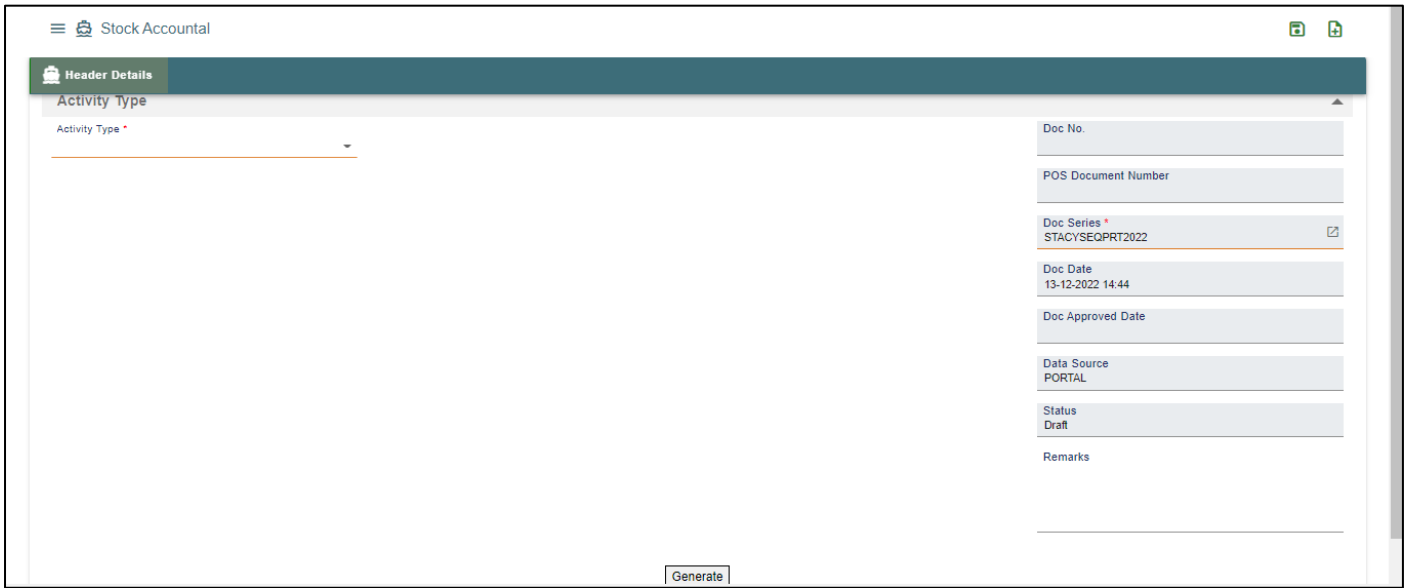 Stock Accountal
Header Details
Activity Type
Activity Type *
Doc No.
POS Document Number
Doc Series *
STACYSEQPRT2022
Doc Date
13-12-2022 14:44
Doc Approved Date
Data Source
PORTAL
Status
Draft
Remarks
Generate